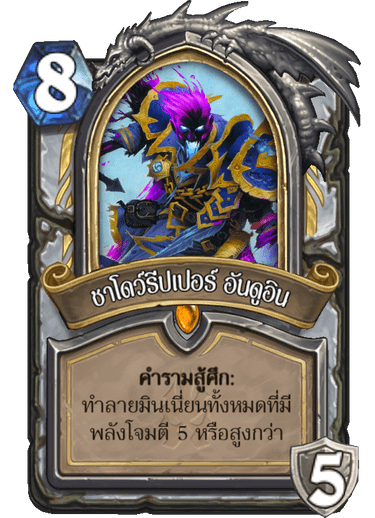 8
ชาโดว์รีปเปอร์ อันดูอิน
คำรามสู้ศึก:
ทำลายมินเนี่ยนทั้งหมดที่มี
พลังโจมตี 5 หรือสูงกว่า
5